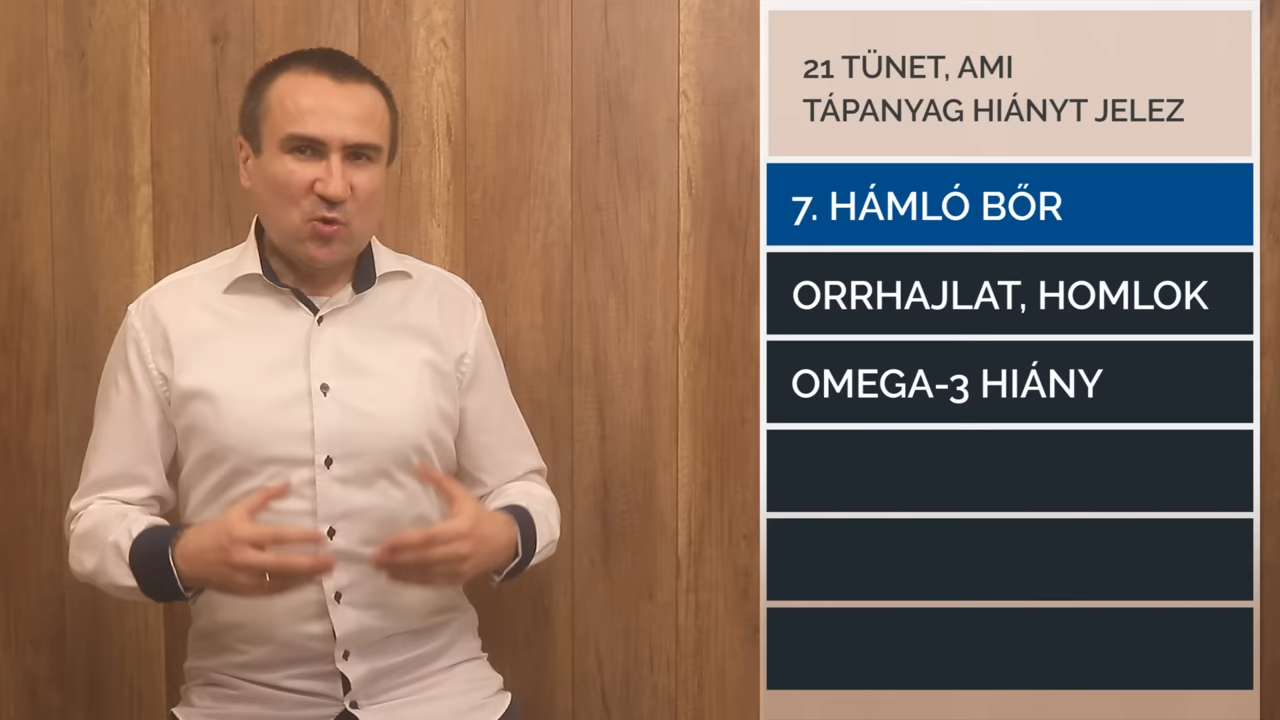 21 TÜNET, AMI
TÁPANYAG HIÁNYT JELEZ
7. HÁMLÓ BŐR
ORRHAJLAT, HOMLOK
OMEGA-3 HIÁNY